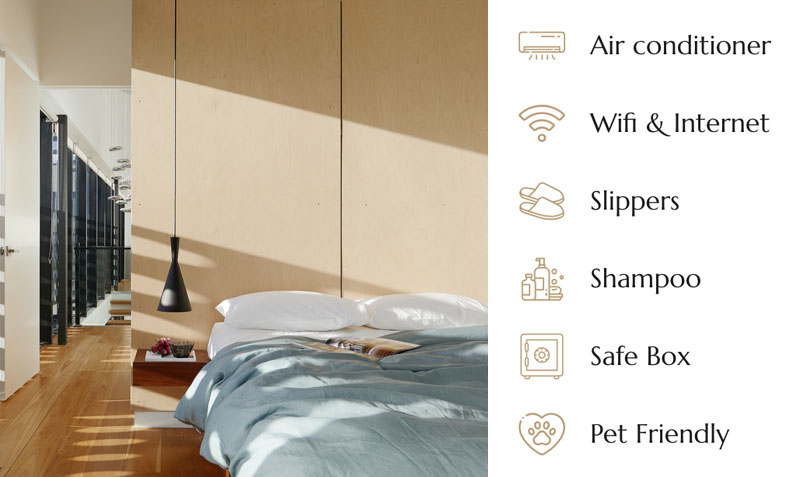 Air conditioner
Wifi & Internet
Slippers
Shampoo
Safe Box
Pet Friendly